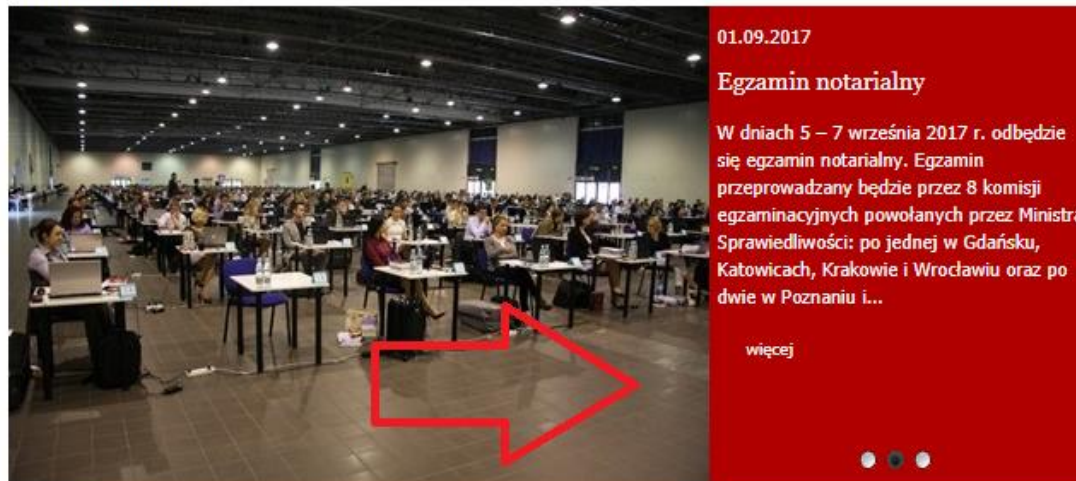 01.09.2017
Egzamin notarialny
W dniach 5 – 7 września 2017 r. odbędzie
się egzamin notarialny. Egzamin
przeprowadzany będzie przez 8 komisji
egzaminacyjnych powołanych przez Ministra
Sprawiedliwości: po jednej w Gdańsku,
Katowicach, Krakowie i Wrocławiu oraz po
dwie w Poznaniu i...
więcej